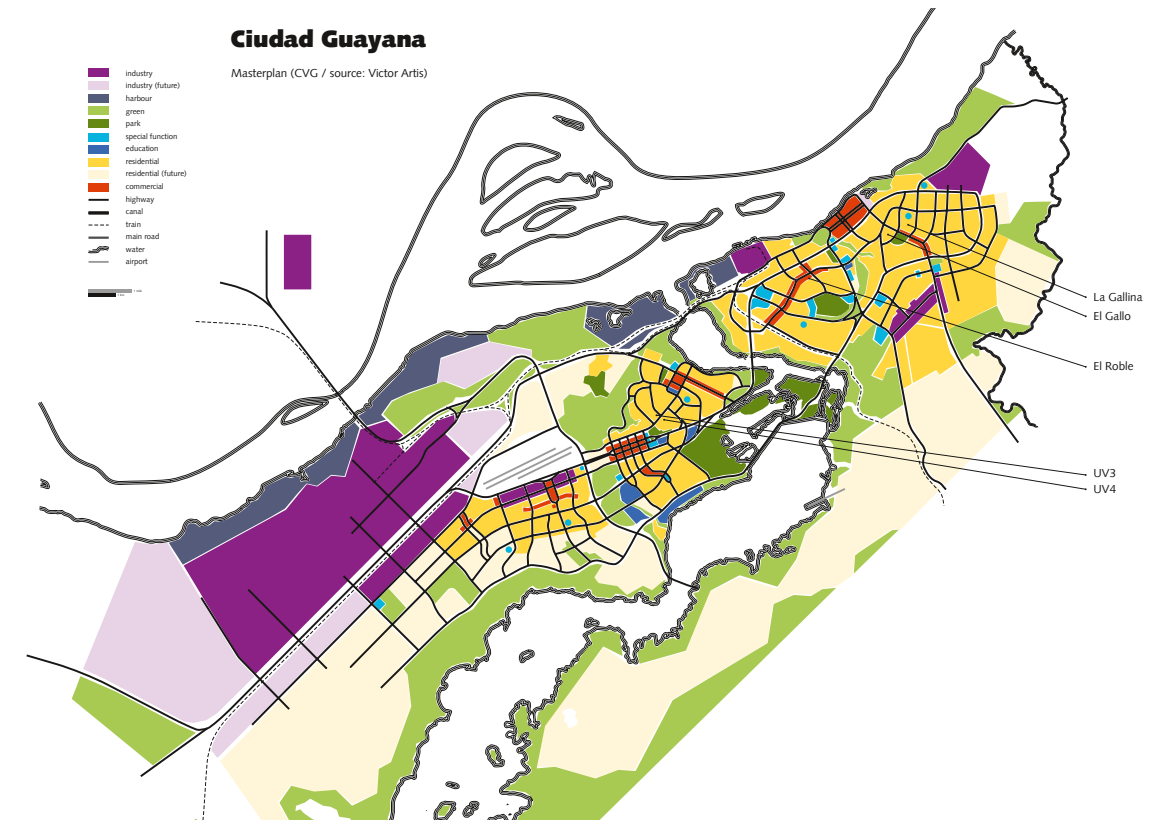 Ciudad Guayana
Masterplan (CVG / source: Victor Artis)
industry
industry (future)
harbour
green
park
special function
education
residential
residential (future)
commercial
highway
canal
train
main road
water
airport
La Gallina
El Gallo
El Roble
UV3
UV4